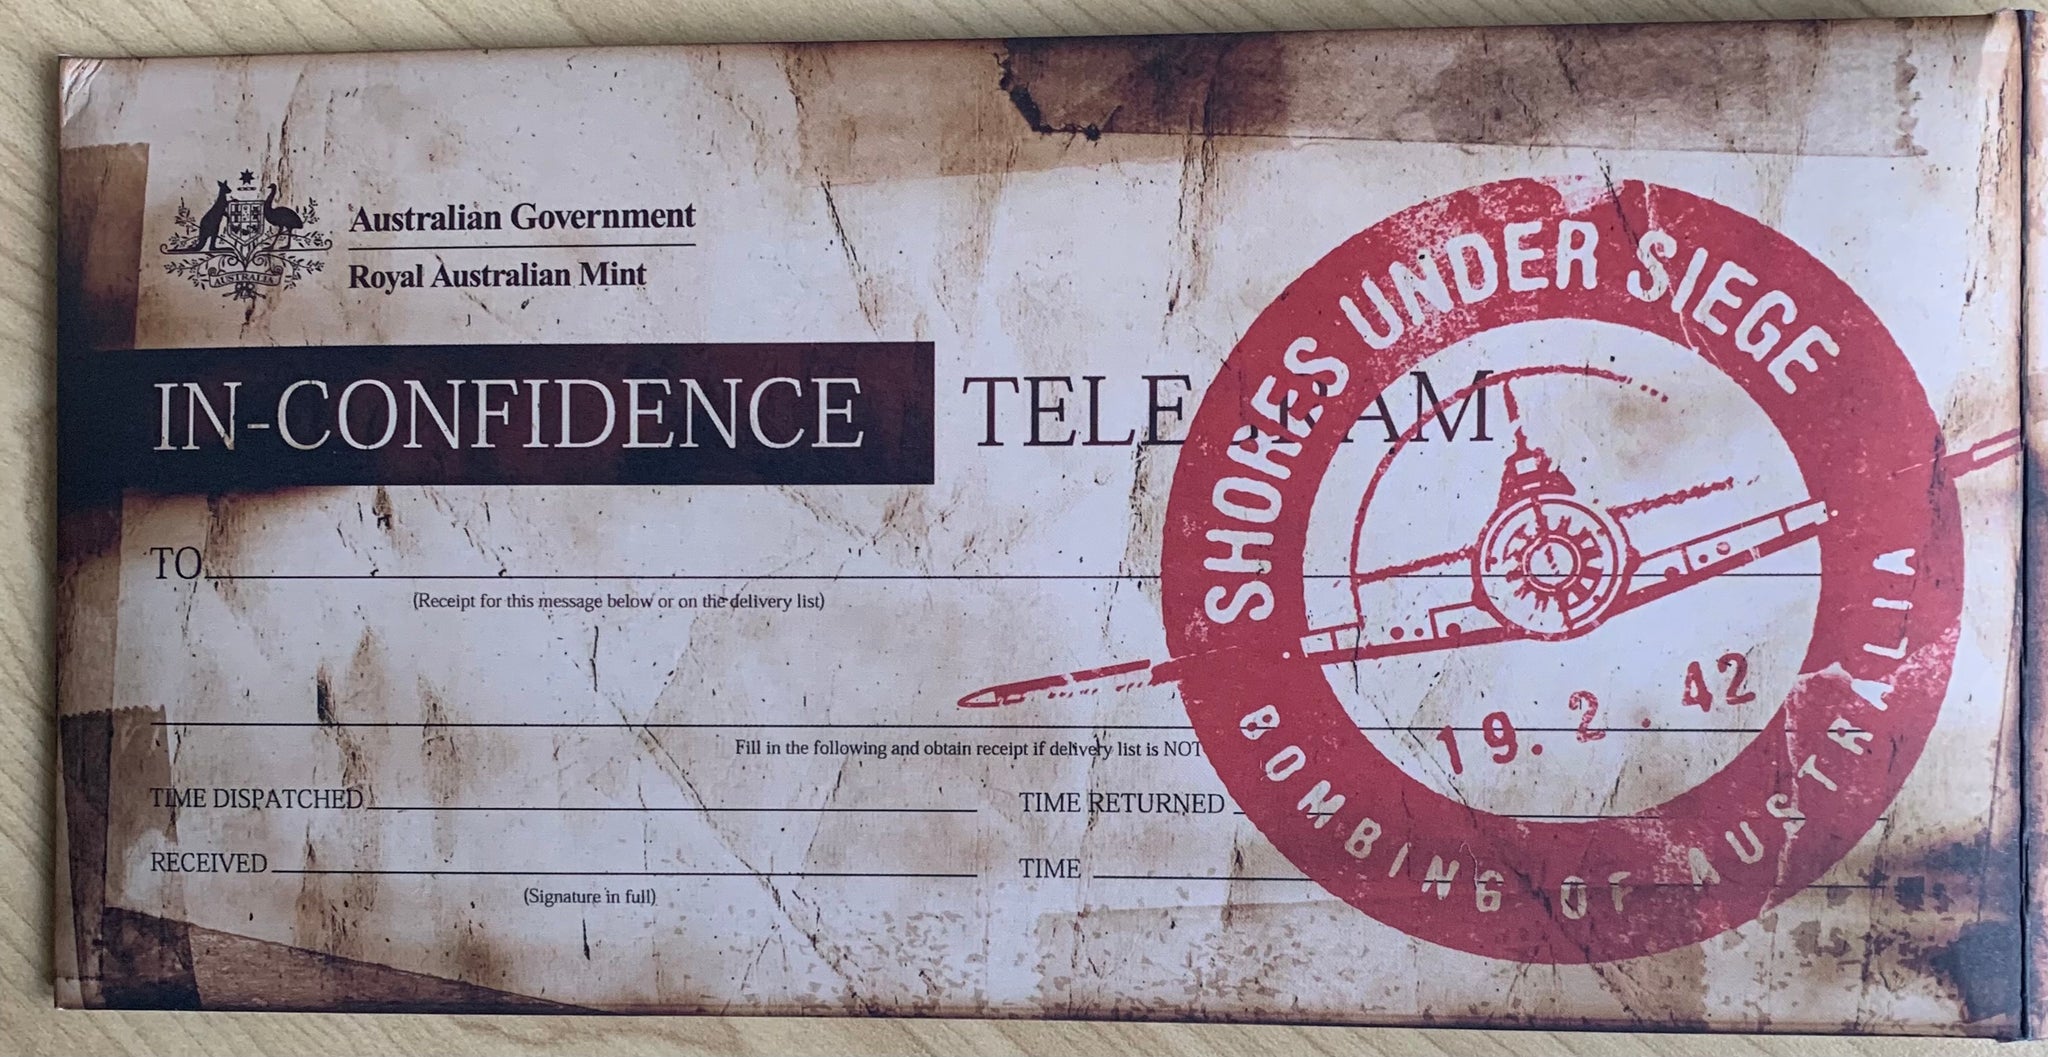 Australian Government
Royal Australian Mint
AUSTRALIA
IN-CONFIDENCE TELEGRAM
SHORES UNDER SIEGE
TO
(Receipt for this message below or on the delivery list)
19.2.42
Fill in the following and obtain receipt if delivery list is NOT
TIME DISPATCHED TIME RETURNED
RECEIVED TIME
(Signature in full)
BOMBING OF AUSTRALIA